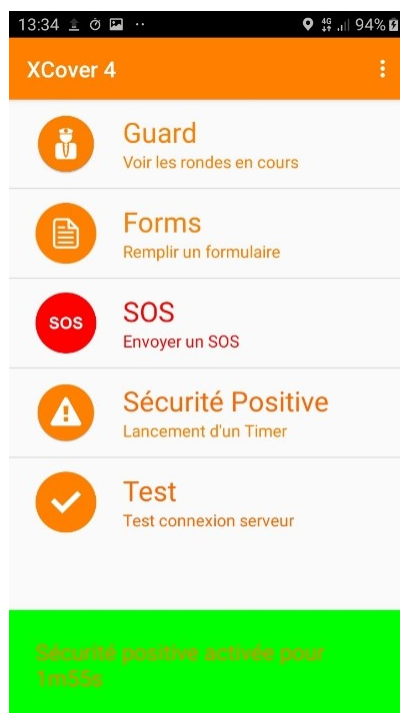 13:34 4G 94%
XCover 4
Guard
Voir les rondes en cours
Forms
Remplir un formulaire
SOS
SOS
Envoyer un SOS
Sécurité Positive
Lancement d'un Timer
Test
Test connexion serveur
Sécurité positive activée pour
1m55s